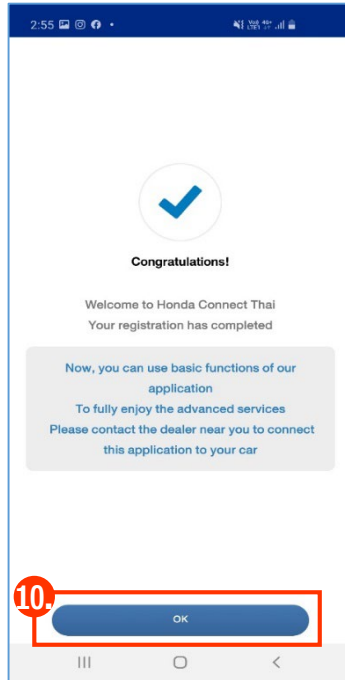 2:55
Congratulations!
Welcome to Honda Connect Thai
Your registration has completed
Now, you can use basic functions of our
application
To fully enjoy the advanced services
Please contact the dealer near you to connect
this application to your car
10.
OK